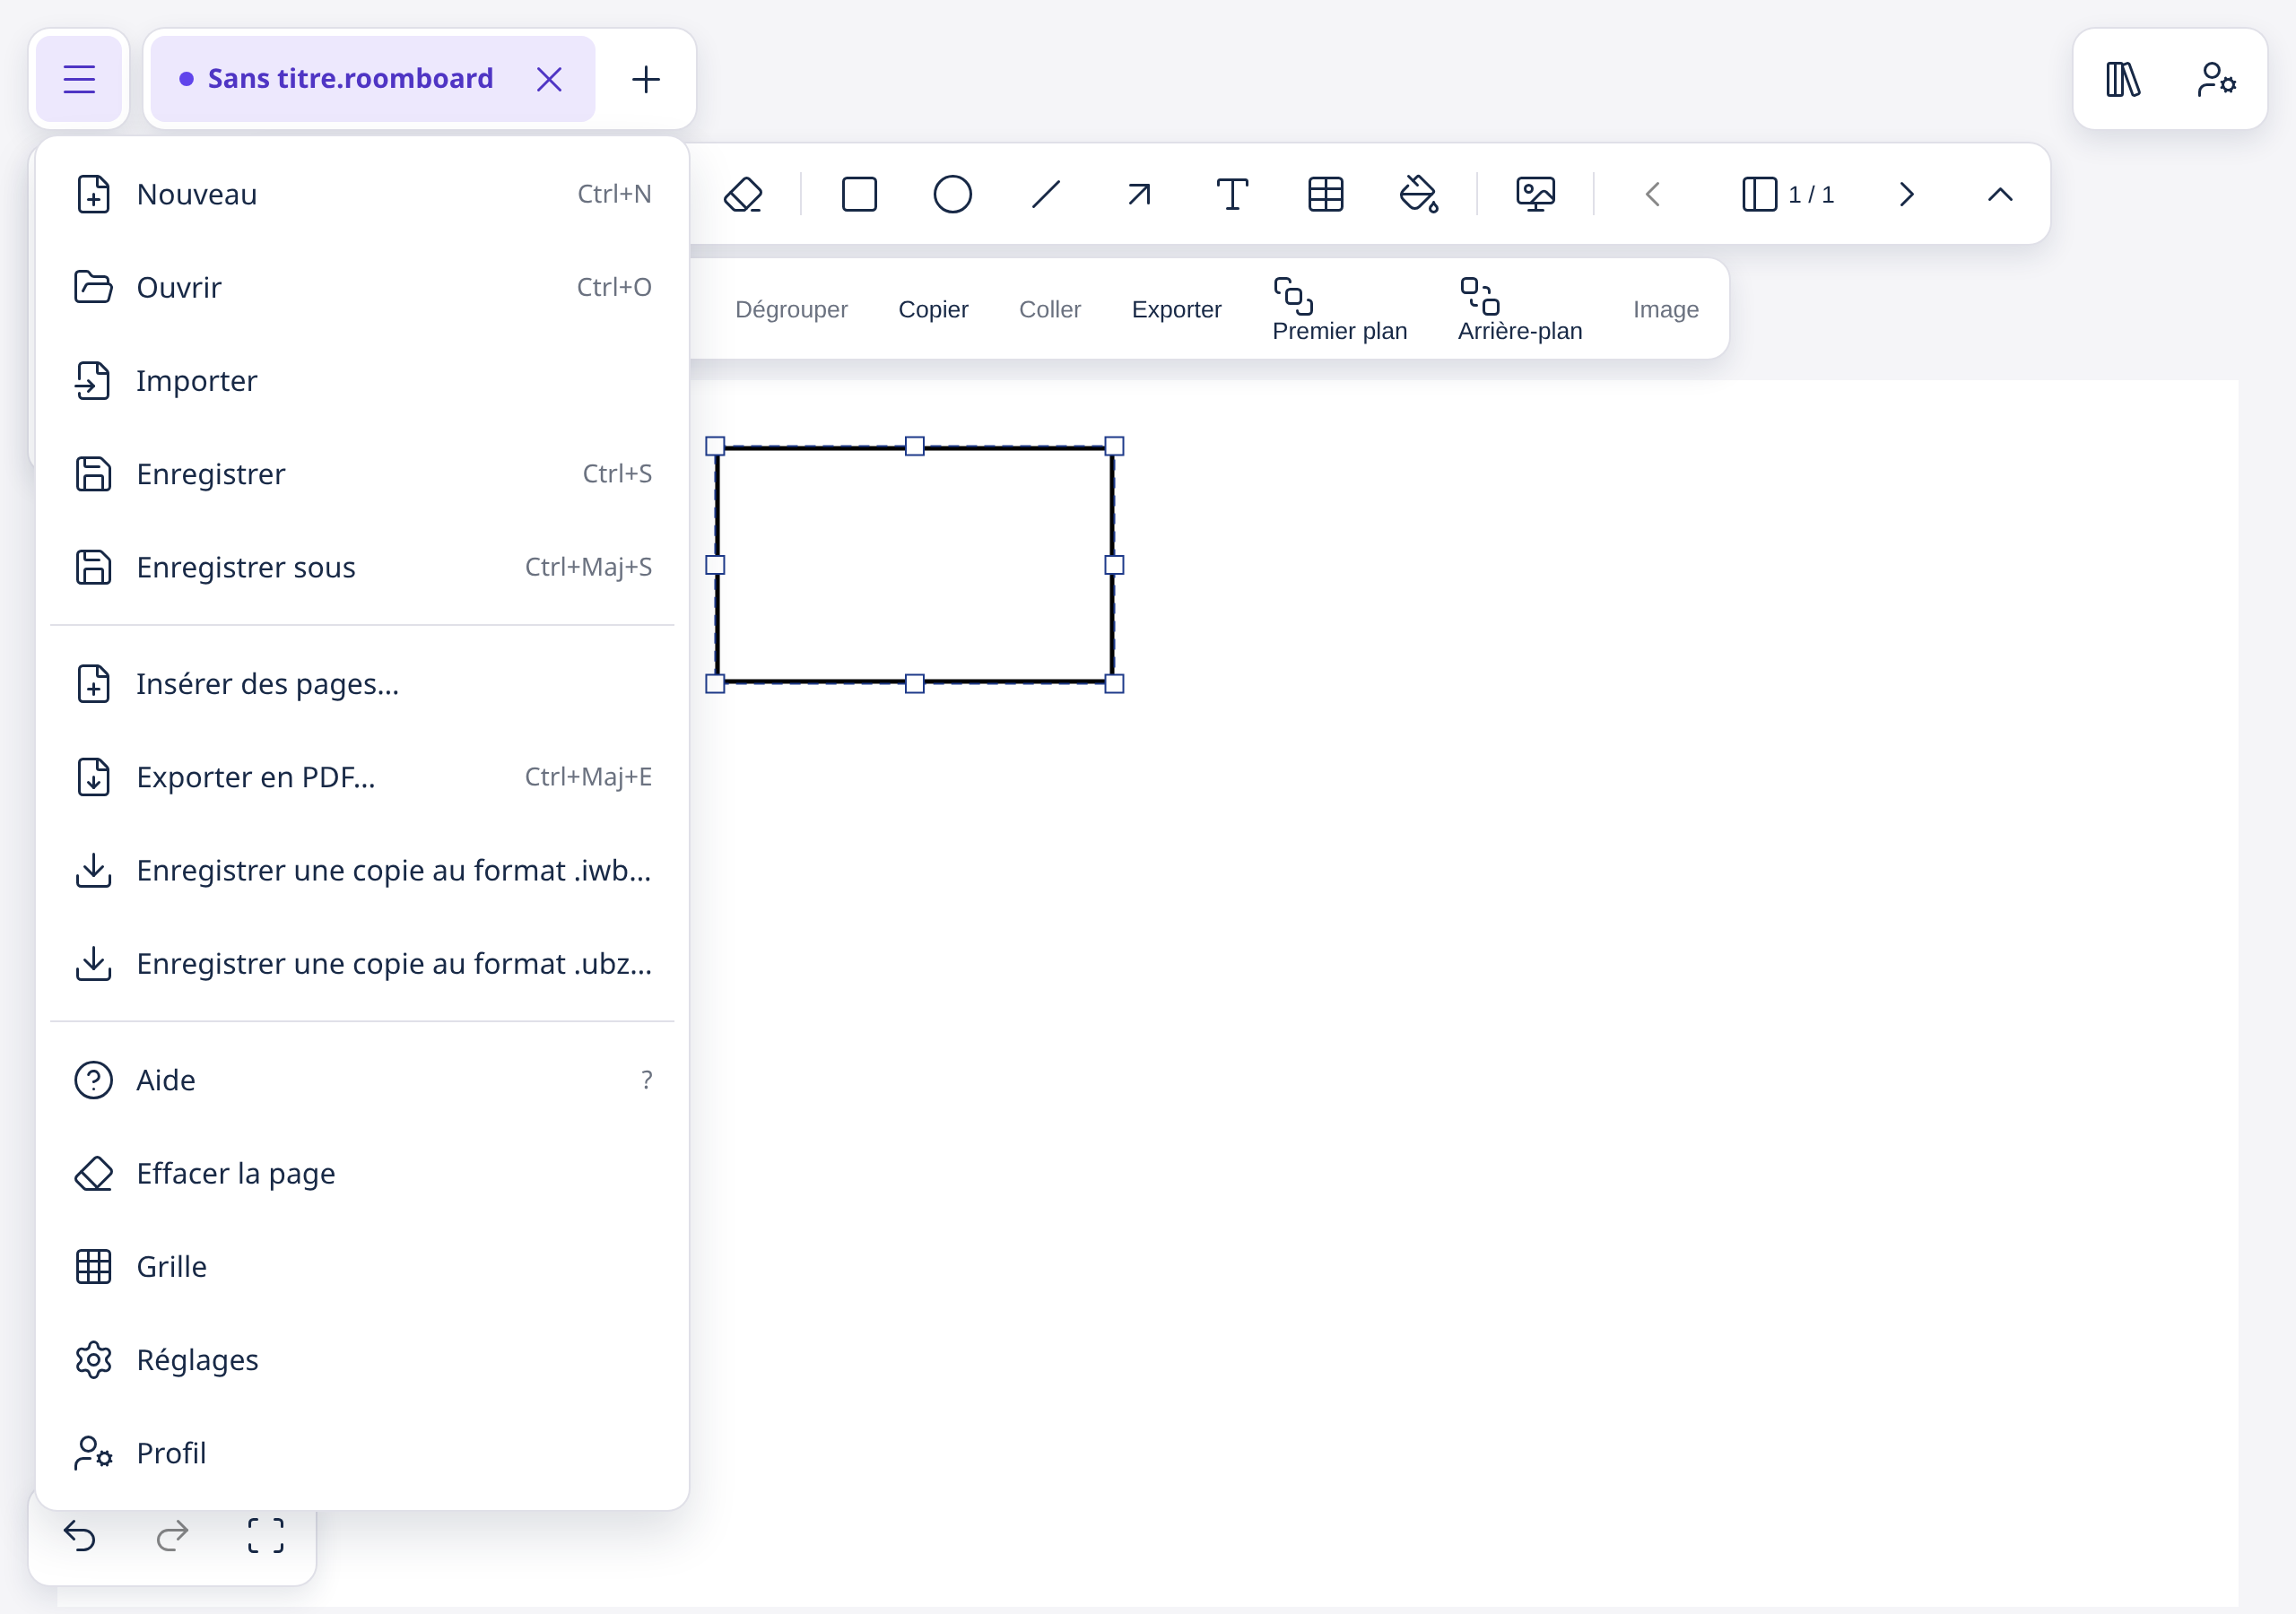 Sans titre.roomboard
Nouveau Ctrl+N
Ouvrir Ctrl+O
Importer
Enregistrer Ctrl+S
Enregistrer sous Ctrl+Maj+S
Insérer des pages...
Exporter en PDF... Ctrl+Maj+E
Enregistrer une copie au format .iwb...
Enregistrer une copie au format .ubz...
Aide ?
Effacer la page
Grille
Réglages
Profil
1 / 1
Dégrouper Copier Coller Exporter Premier plan Arrière-plan Image